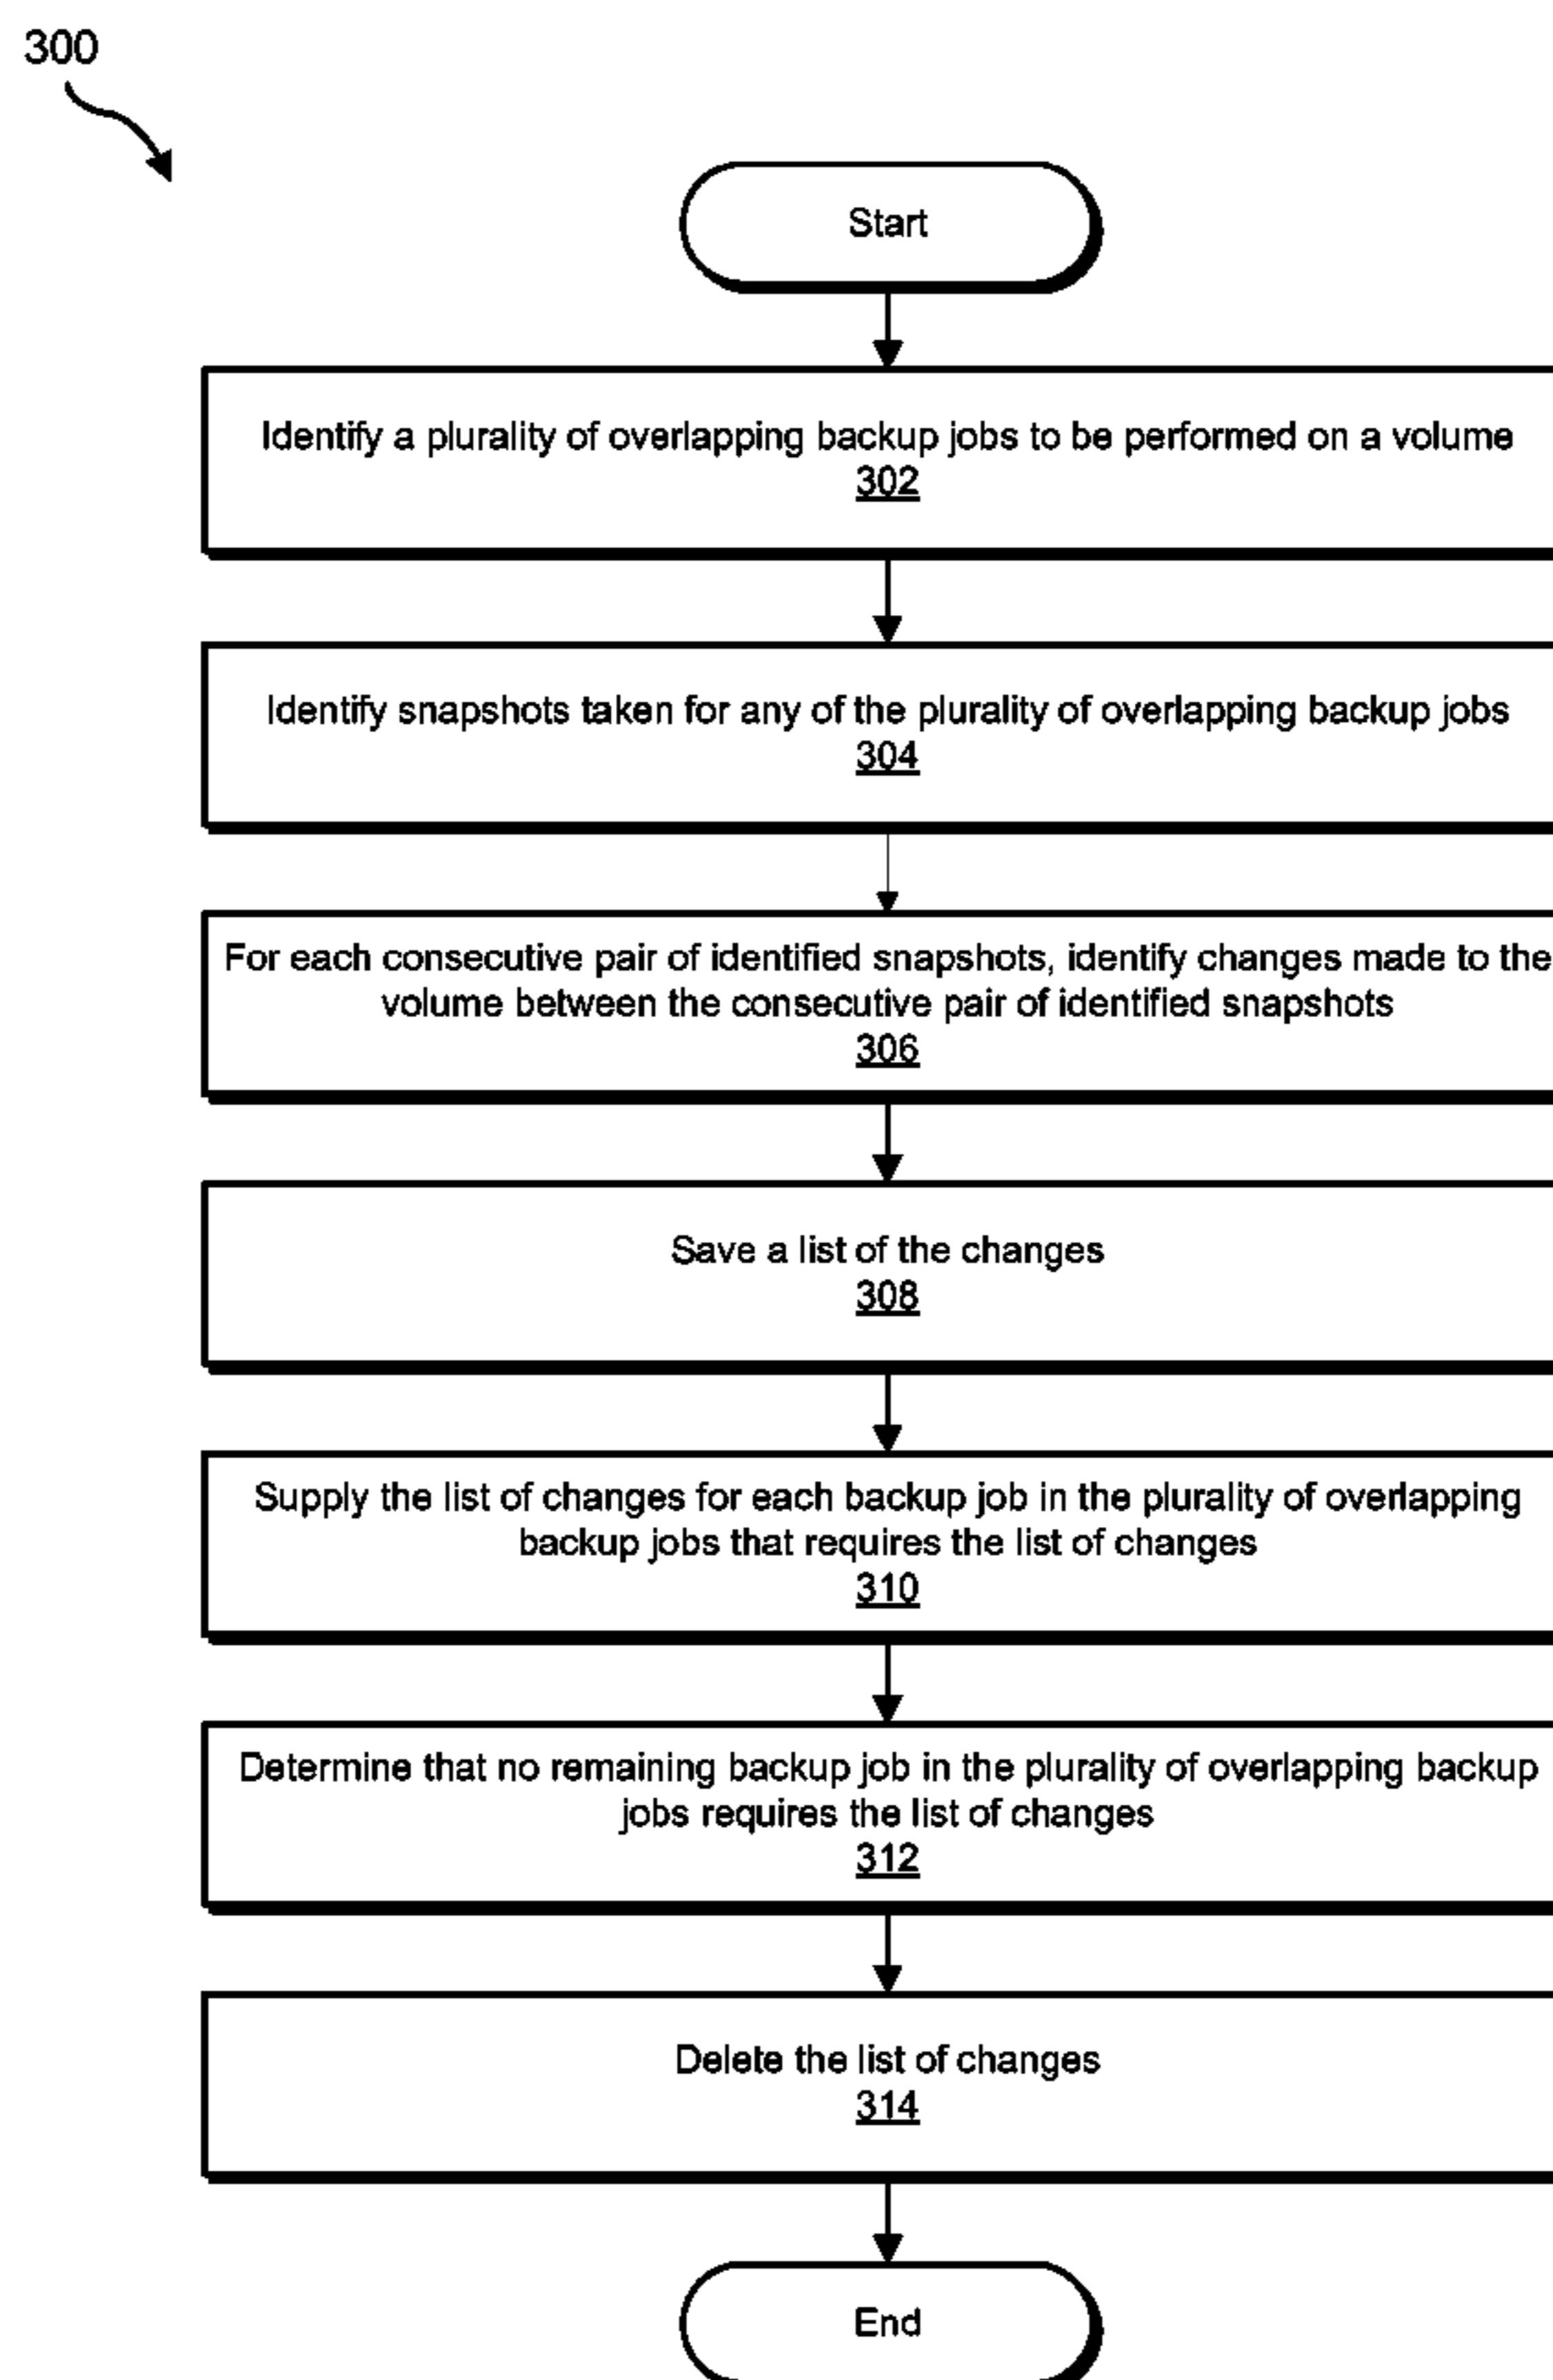 300
Start
Identify a plurality of overlapping backup jobs to be performed on a volume
302
Identify snapshots taken for any of the plurality of overlapping backup jobs
304
For each consecutive pair of identified snapshots, identify changes made to the
volume between the consecutive pair of identified snapshots
306
Save a list of the changes
308
Supply the list of changes for each backup job in the plurality of overlapping
backup jobs that requires the list of changes
310
Determine that no remaining backup job in the plurality of overlapping backup
jobs requires the list of changes
312
Delete the list of changes
314
End